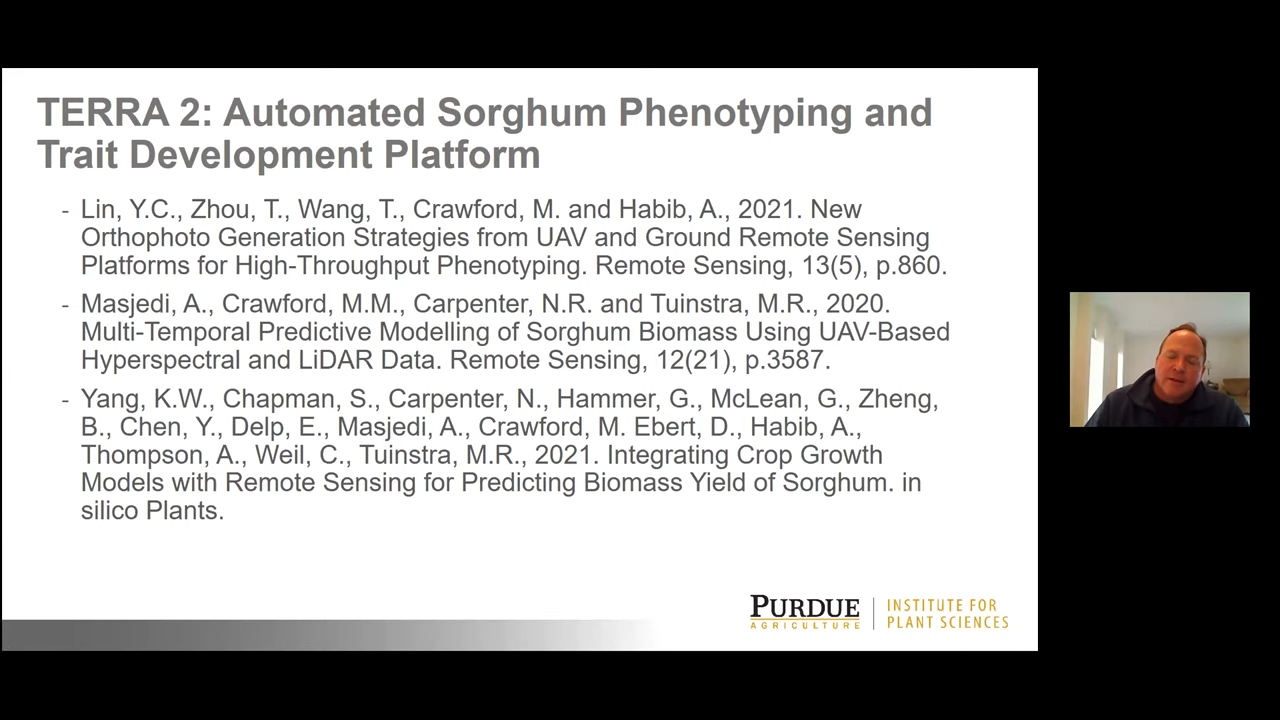 TERRA 2: Automated Sorghum Phenotyping and
Trait Development Platform
- Lin, Y.C., Zhou, T., Wang, T., Crawford, M. and Habib, A., 2021. New
Orthophoto Generation Strategies from UAV and Ground Remote Sensing
Platforms for High-Throughput Phenotyping. Remote Sensing, 13(5), p.860.
- Masjedi, A., Crawford, M.M., Carpenter, N.R. and Tuinstra, M.R., 2020.
Multi-Temporal Predictive Modelling of Sorghum Biomass Using UAV-Based
Hyperspectral and LiDAR Data. Remote Sensing, 12(21), p.3587.
- Yang, K.W., Chapman, S., Carpenter, N., Hammer, G., McLean, G., Zheng,
B., Chen, Y., Delp, E., Masjedi, A., Crawford, M. Ebert, D., Habib, A.,
Thompson, A., Weil, C., Tuinstra, M.R., 2021. Integrating Crop Growth
Models with Remote Sensing for Predicting Biomass Yield of Sorghum. in
silico Plants.
PURDUE
AGRICULTURE
INSTITUTE FOR
PLANT SCIENCES